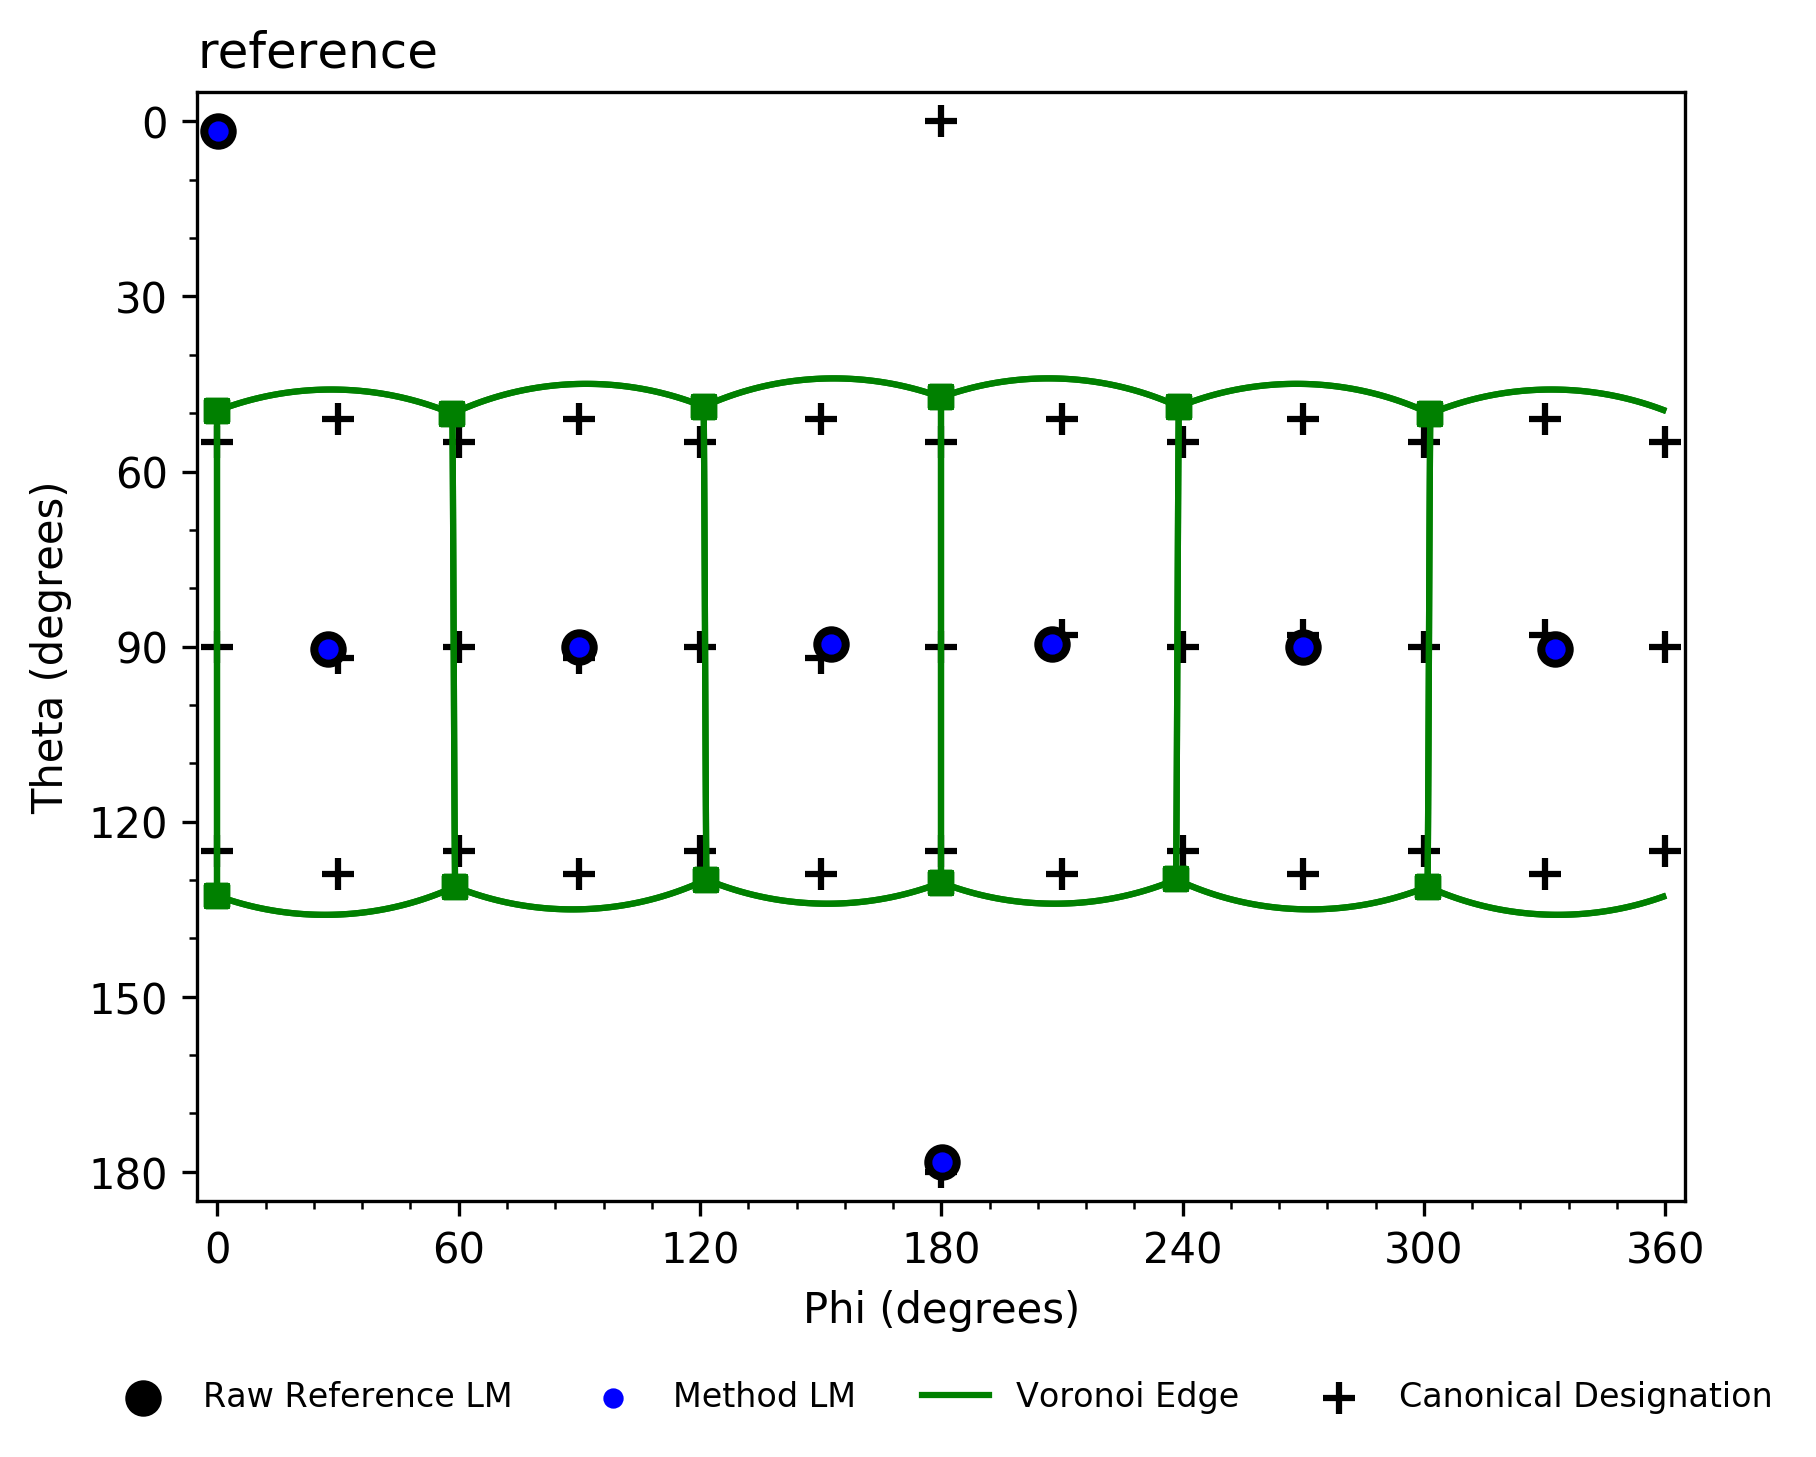 reference
0
30
60
90
120
150
180
Theta (degrees)
0 60 120 180 240 300 360
Phi (degrees)
Raw Reference LM Method LM Voronoi Edge Canonical Designation